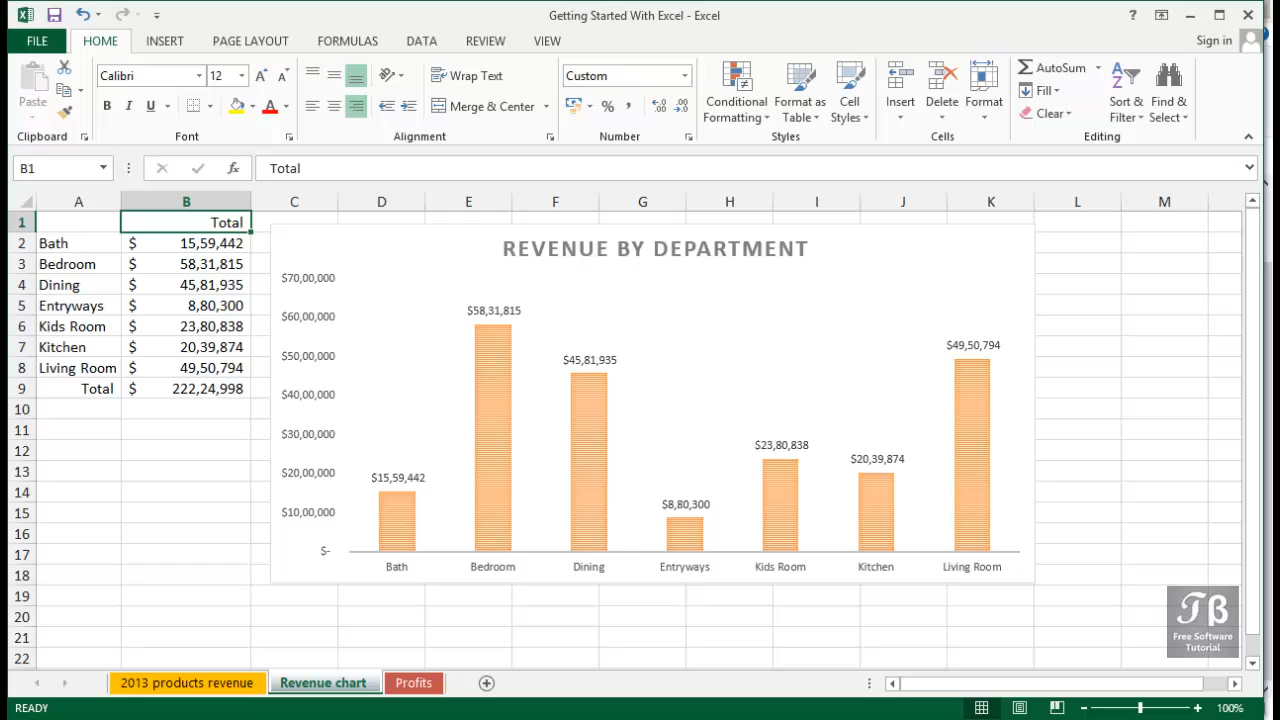 Getting Started With Excel - Excel
FILE HOME INSERT PAGE LAYOUT FORMULAS DATA REVIEW VIEW Sign in
Paste
Calibri 12
B I U
Wrap Text
Merge & Center
Custom
% ,
Conditional Formatting
Format as Table
Cell Styles
Insert
Delete
Format
AutoSum
Fill
Clear
Sort & Filter
Find & Select
Clipboard Font Alignment Number Styles Cells Editing
B1 fx Total
A B C D E F G H I J K L M
1 Total
2 Bath $ 15,59,442
3 Bedroom $ 58,31,815
4 Dining $ 45,81,935
5 Entryways $ 8,80,300
6 Kids Room $ 23,80,838
7 Kitchen $ 20,39,874
8 Living Room $ 49,50,794
9 Total $ 222,24,998
10
11
12
13
14
15
16
17
18
19
20
21
22
REVENUE BY DEPARTMENT
$70,00,000
$60,00,000
$50,00,000
$40,00,000
$30,00,000
$20,00,000
$10,00,000
$-
$15,59,442
$58,31,815
$45,81,935
$8,80,300
$23,80,838
$20,39,874
$49,50,794
Bath Bedroom Dining Entryways Kids Room Kitchen Living Room
Free Software
Tutorial
2013 products revenue Revenue chart Profits
READY 100%